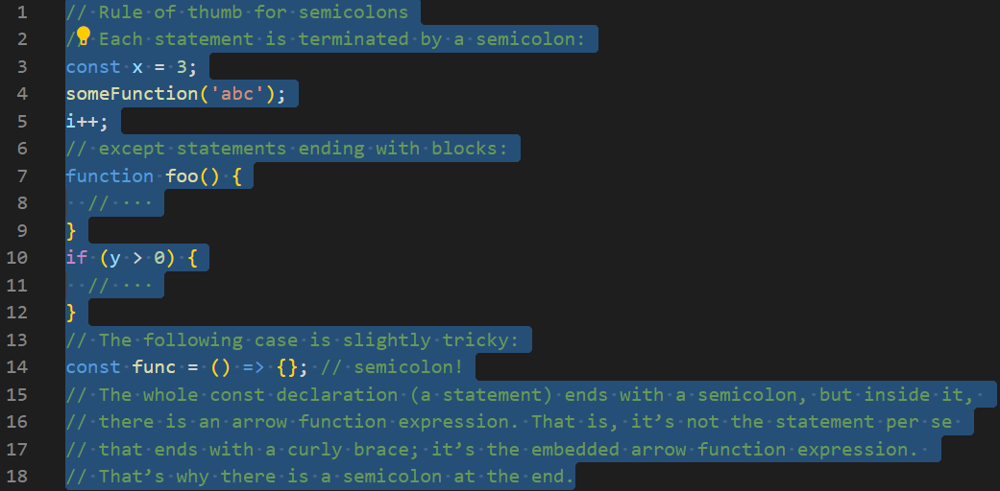 1 // Rule of thumb for semicolons
2 // Each statement is terminated by a semicolon:
3 const x = 3;
4 someFunction('abc');
5 i++;
6 // except statements ending with blocks:
7 function foo() {
8   // ...
9 }
10 if (y > 0) {
11   // ...
12 }
13 // The following case is slightly tricky:
14 const func = () => {}; // semicolon!
15 // The whole const declaration (a statement) ends with a semicolon, but inside it,
16 // there is an arrow function expression. That is, it’s not the statement per se
17 // that ends with a curly brace; it’s the embedded arrow function expression.
18 // That’s why there is a semicolon at the end.